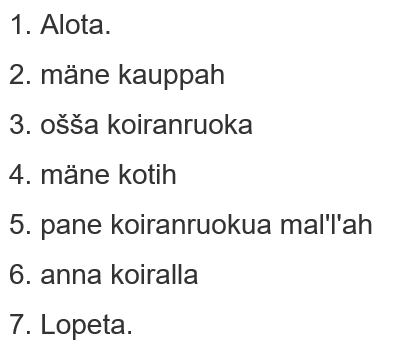 1. Alota.
2. mäne kauppah
3. ošša koiranruoka
4. mäne kotih
5. pane koiranruokua mal'l'ah
6. anna koiralla
7. Lopeta.